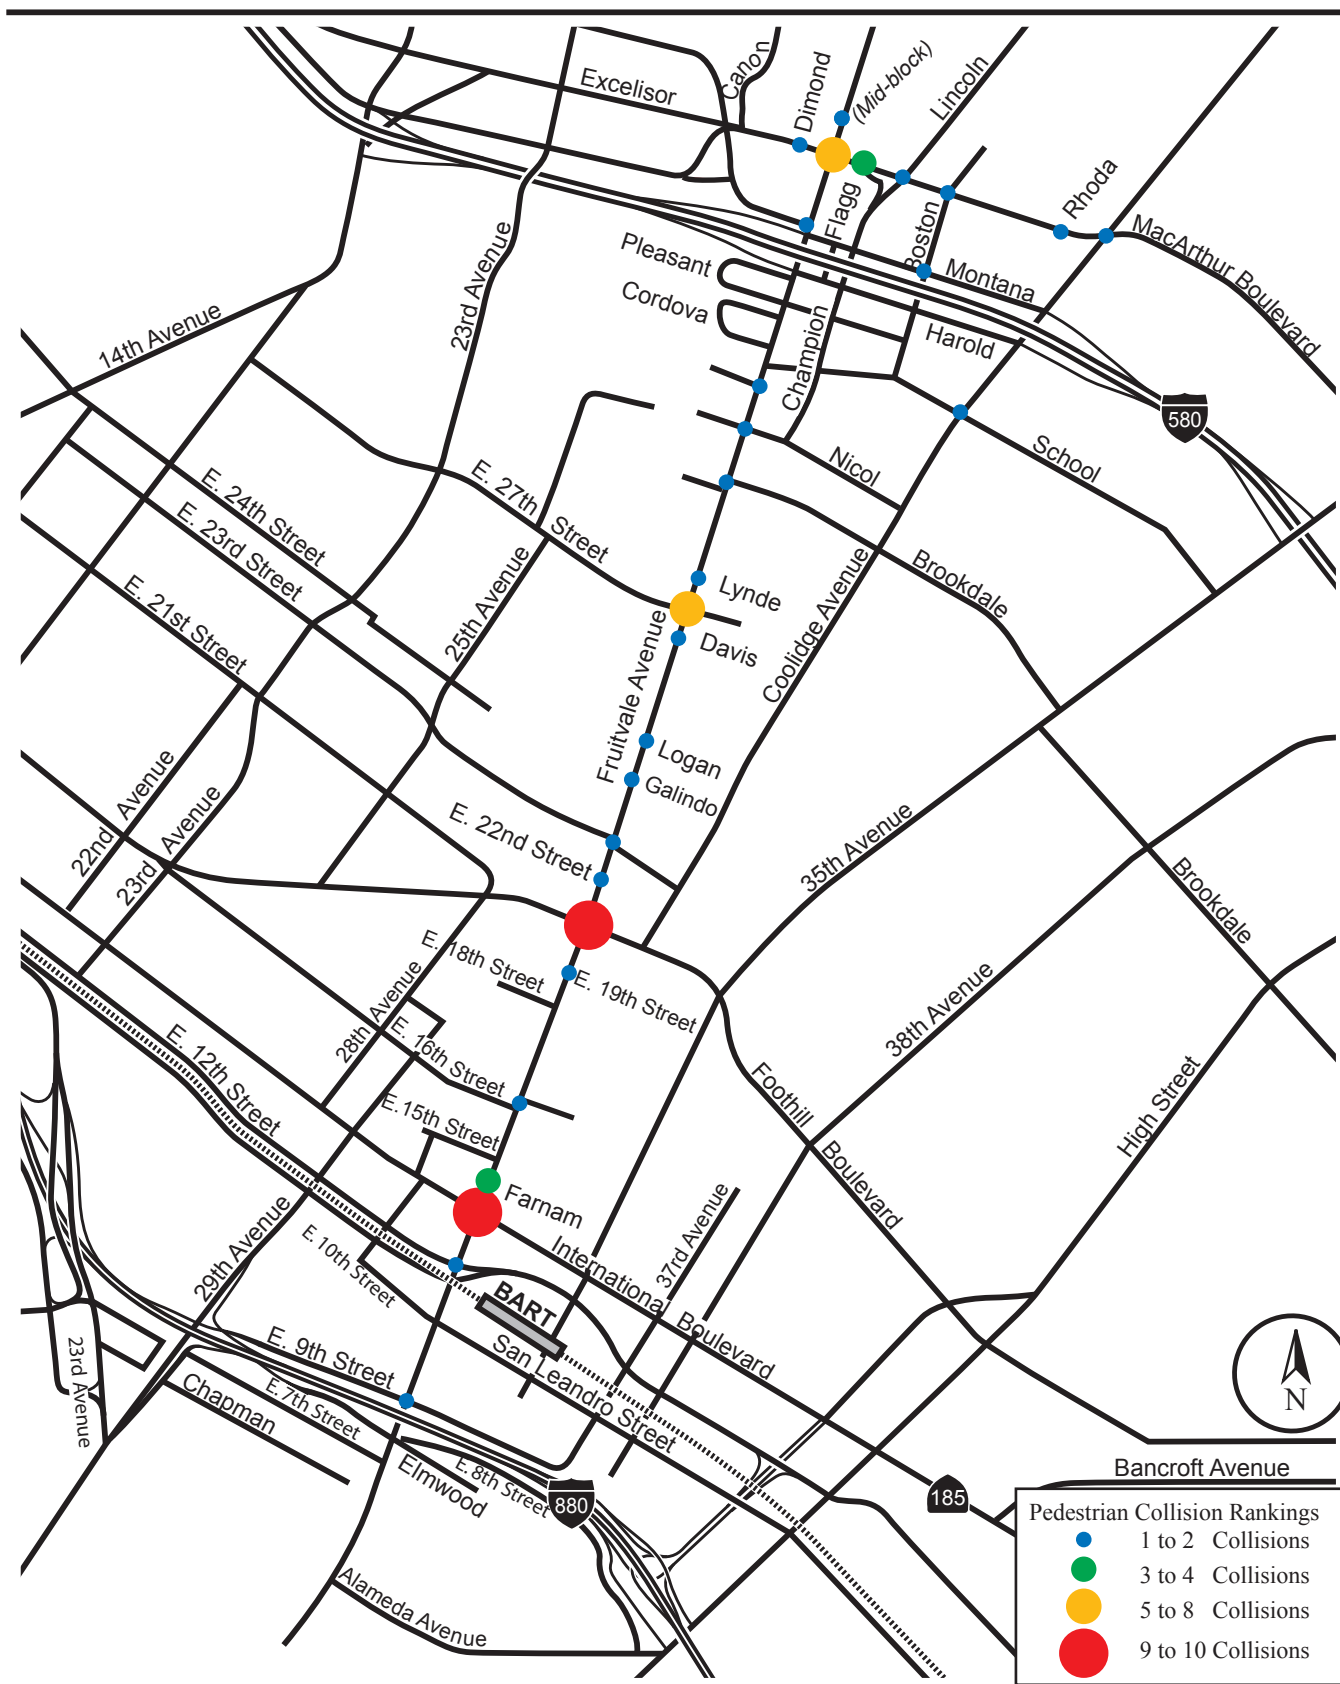 Canon
Dimond
(Mid-block)
Lincoln
Excelisor
Rhoda
Flagg
Boston
MacArthur Boulevard
23rd Avenue
Pleasant
Montana
Cordova
14th Avenue
Champion
Harold
580
School
Nicol
E. 24th Street
E. 27th Street
E. 23rd Street
E. 21st Street
25th Avenue
Lynde
Brookdale
Coolidge Avenue
Davis
Fruitvale Avenue
Logan
Galindo
22nd Avenue
23rd Avenue
E. 22nd Street
35th Avenue
Brookdale
E. 18th Street
E. 19th Street
38th Avenue
28th Avenue
E. 16th Street
E. 12th Street
E. 15th Street
Foothill Boulevard
High Street
Farnam
37rd Avenue
29th Avenue
E. 10th Street
International Boulevard
BART
San Leandro Street
23rd Avenue
E. 9th Street
E. 7th Street
Chapman
E. 8th Street
Elmwood
880
N
Bancroft Avenue
185
Alameda Avenue
Pedestrian Collision Rankings
1 to 2 Collisions
3 to 4 Collisions
5 to 8 Collisions
9 to 10 Collisions